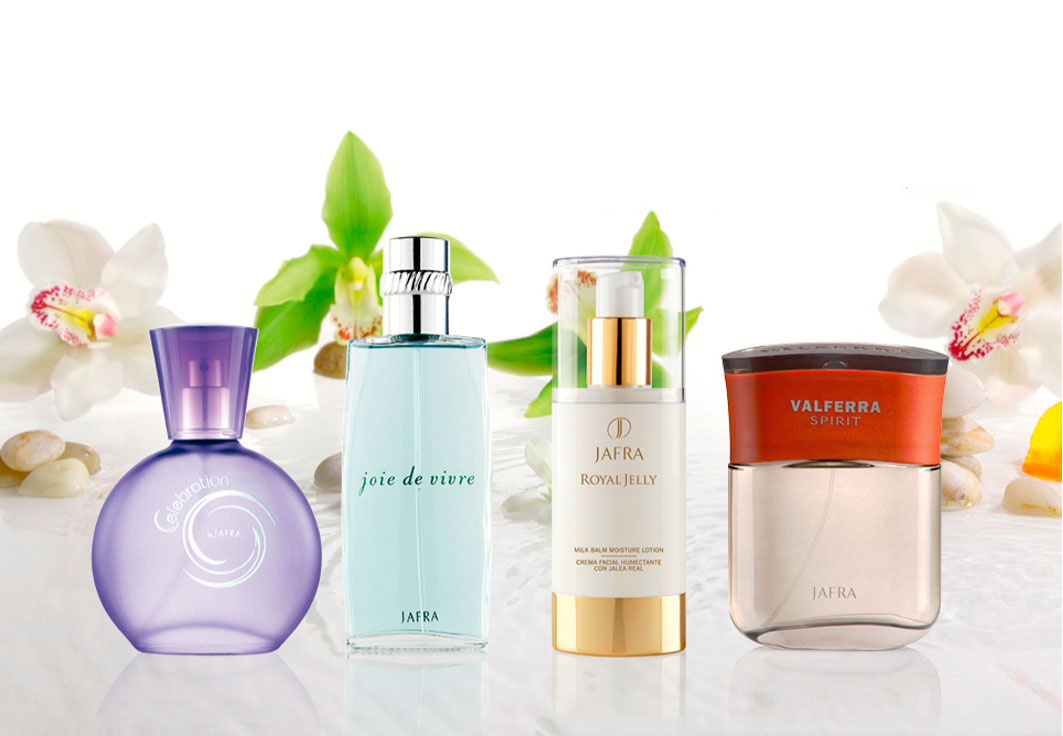 Celebration
by JAFRA
joie de vivre
JAFRA
JAFRA
ROYAL JELLY
MILK BALM MOISTURE LOTION
CREMA FACIAL HUMECTANTE
CON JALEA REAL
VALFERRA
SPIRIT
JAFRA